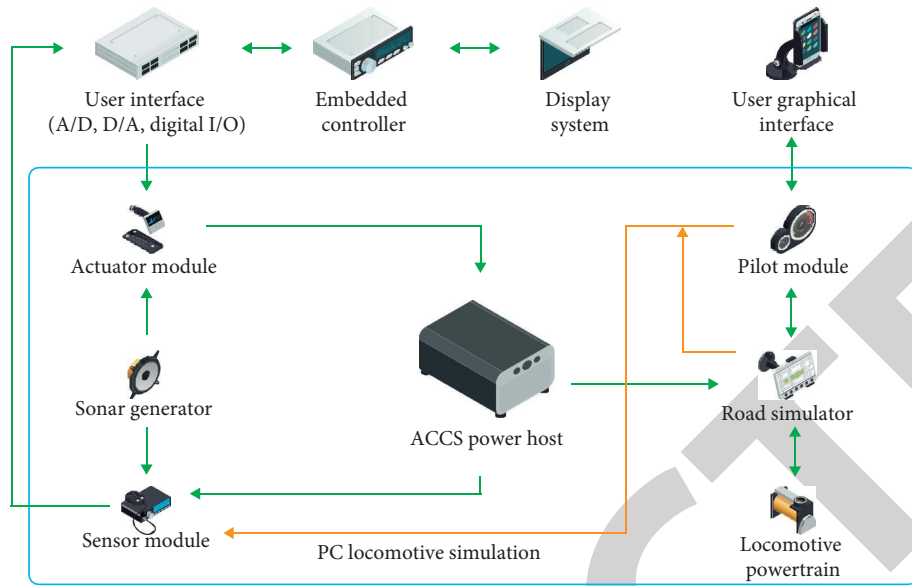 User interface
(A/D, D/A, digital I/O)
Embedded
controller
Display
system
User graphical
interface
Actuator module
Pilot module
Sonar generator
ACCS power host
Road simulator
Sensor module
PC locomotive simulation
Locomotive
powertrain